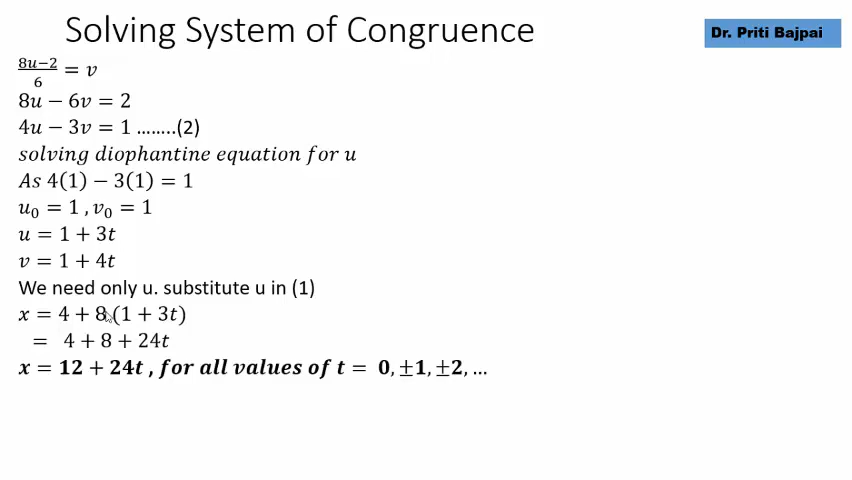 Solving System of Congruence
Dr. Priti Bajpai
8u−2/6 = v
8u − 6v = 2
4u − 3v = 1 ........(2)
solving diophantine equation for u
As 4(1) − 3(1) = 1
u₀ = 1 , v₀ = 1
u = 1 + 3t
v = 1 + 4t
We need only u. substitute u in (1)
x = 4 + 8 (1 + 3t)
= 4 + 8 + 24t
x = 12 + 24t , for all values of t = 0, ±1, ±2, ...